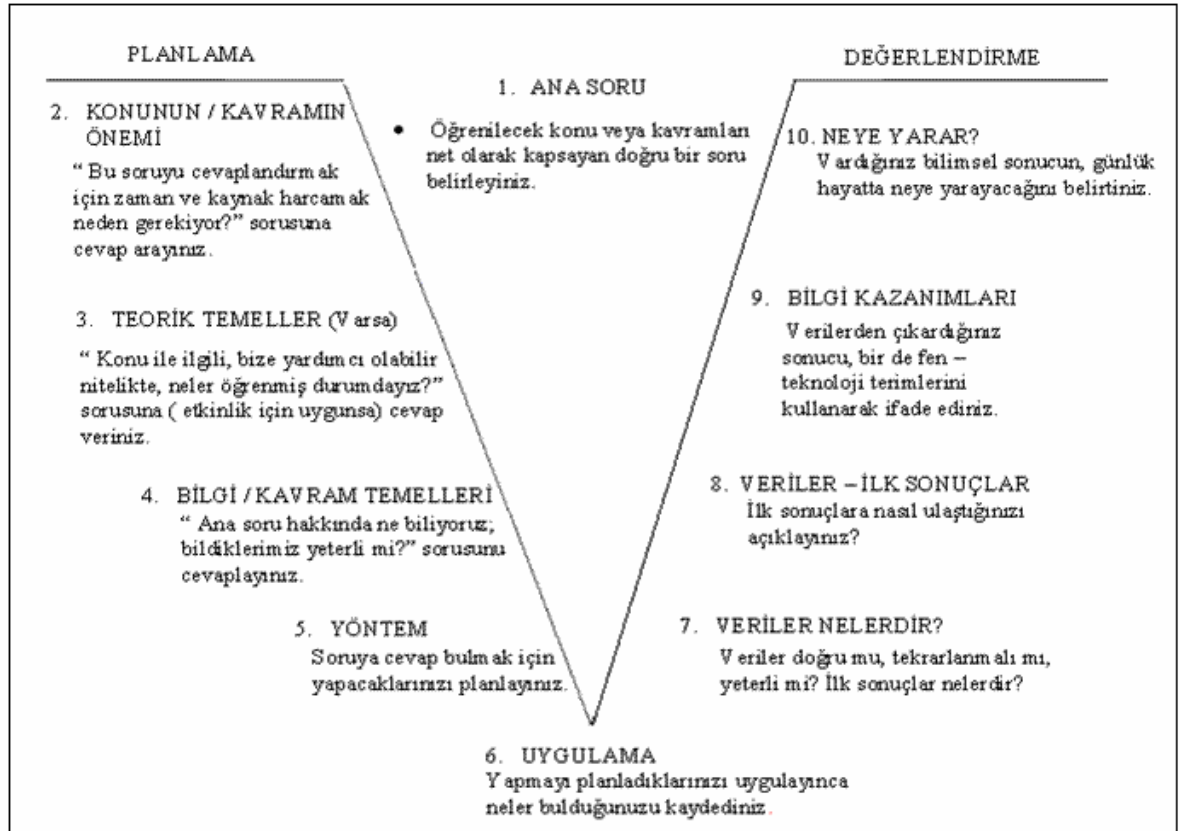 PLANLAMA
DEĞERLENDİRME
1. ANA SORU
• Öğrenilecek konu veya kavramları
net olarak kapsayan doğru bir soru
belirleyiniz.
2. KONUNUN / KAVRAMIN
ÖNEMİ
“ Bu soruyu cevaplandırmak
için zaman ve kaynak harcamak
neden gerekiyor?” sorusuna
cevap arayınız.
3. TEORİK TEMELLER (Varsa)
“ Konu ile ilgili, bize yardımcı olabilir
nitelikte, neler öğrenmiş durumdayız?”
sorusuna ( etkinlik için uygunsa) cevap
veriniz.
4. BİLGİ / KAVRAM TEMELLERİ
“ Ana soru hakkında ne biliyoruz;
bildiklerimiz yeterli mi?” sorusunu
cevaplayınız.
5. YÖNTEM
Soruya cevap bulmak için
yapacaklarınızı planlayınız.
6. UYGULAMA
Yapmayı planladıklarınızı uygulayınca
neler bulduğunuzu kaydediniz.
7. VERİLER NELERDİR?
Veriler doğru mu, tekrarlanmalı mı,
yeterli mi? İlk sonuçlar nelerdir?
8. VERİLER – İLK SONUÇLAR
İlk sonuçlara nasıl ulaştığınızı
açıklayınız?
9. BİLGİ KAZANIMLARI
Verilerden çıkardığınız
sonucu, bir de fen –
teknoloji terimlerini
kullanarak ifade ediniz.
10. NEYE YARAR?
Vardığınız bilimsel sonucun, günlük
hayatta neye yarayacağını belirtiniz.